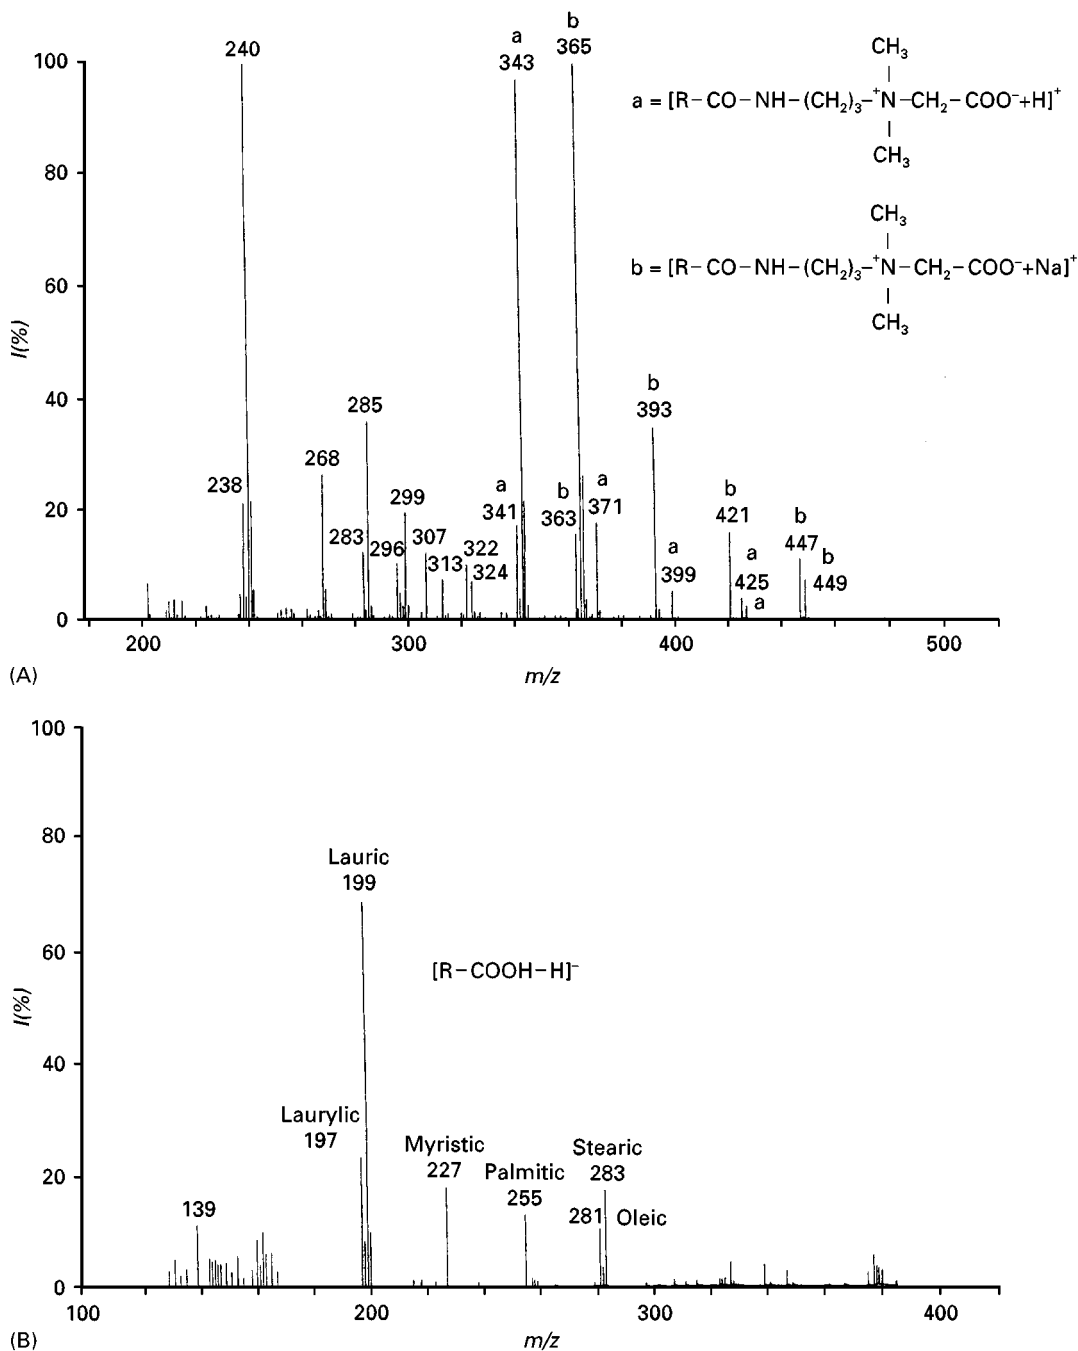 a
b
240
343
365
100
CH3
|
a = [R–CO–NH–(CH2)3–+N–CH2–COO−+H]+
|
CH3
80
CH3
|
b = [R–CO–NH–(CH2)3–+N–CH2–COO−+Na]+
|
CH3
60
I(%)
b
393
40
285
268
238
299
a
341
b
363
a
371
b
421
b
447
b
449
20
283
296
307
313
322
324
a
399
a
425
a
0
200
300
400
500
(A)
m/z
100
80
Lauric
199
60
[R–COOH–H]−
I(%)
40
Laurylic
197
Myristic
227
Stearic
283
Palmitic
255
20
139
281
Oleic
0
100
200
300
400
(B)
m/z